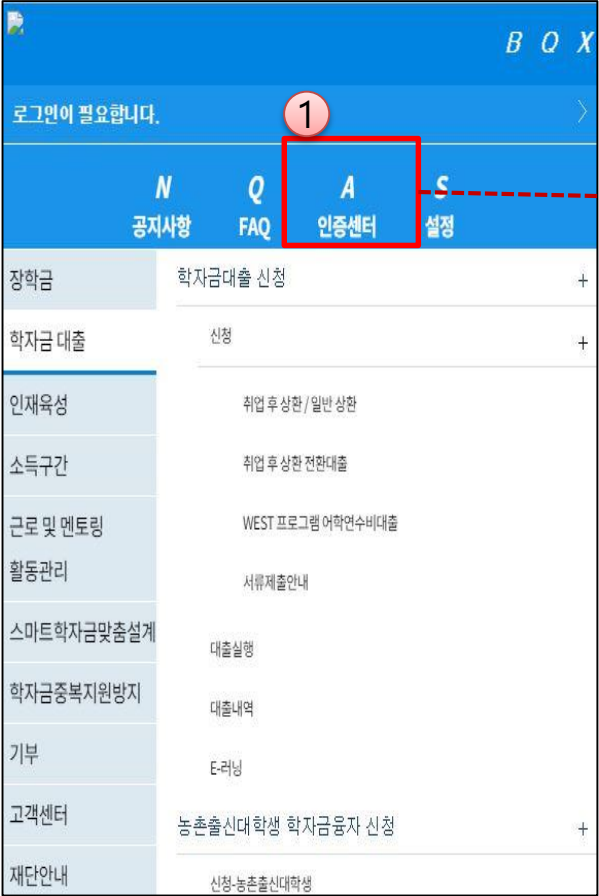 B Q X
로그인이 필요합니다.
1
N Q A S
공지사항 FAQ 인증센터 설정
장학금
학자금 대출
인재육성
소득구간
근로 및 멘토링
활동관리
스마트학자금맞춤설계
학자금중복지원방지
기부
고객센터
재단안내
학자금대출 신청 +
신청 +
취업 후 상환 / 일반 상환
취업 후 상환 전환대출
WEST 프로그램 어학연수비대출
서류제출안내
대출실행
대출내역
E-러닝
농촌출신대학생 학자금융자 신청 +
신청-농촌출신대학생